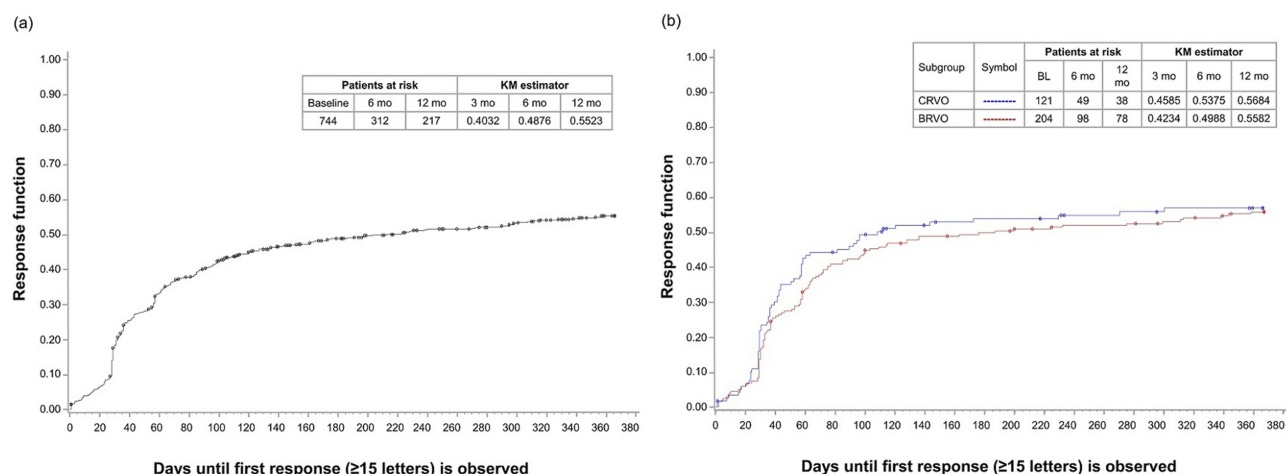 (a)
Response function
1.00
0.90
0.80
0.70
0.60
0.50
0.40
0.30
0.20
0.10
0.00
Patients at risk KM estimator
Baseline 6 mo 12 mo 3 mo 6 mo 12 mo
744 312 217 0.4032 0.4876 0.5523
0 20 40 60 80 100 120 140 160 180 200 220 240 260 280 300 320 340 360 380
Days until first response (≥15 letters) is observed
(b)
Response function
1.00
0.90
0.80
0.70
0.60
0.50
0.40
0.30
0.20
0.10
0.00
Patients at risk KM estimator
Subgroup Symbol BL 6 mo 12 mo 3 mo 6 mo 12 mo
CRVO 121 49 38 0.4585 0.5375 0.5684
BRVO 204 98 78 0.4234 0.4988 0.5582
0 20 40 60 80 100 120 140 160 180 200 220 240 260 280 300 320 340 360 380
Days until first response (≥15 letters) is observed